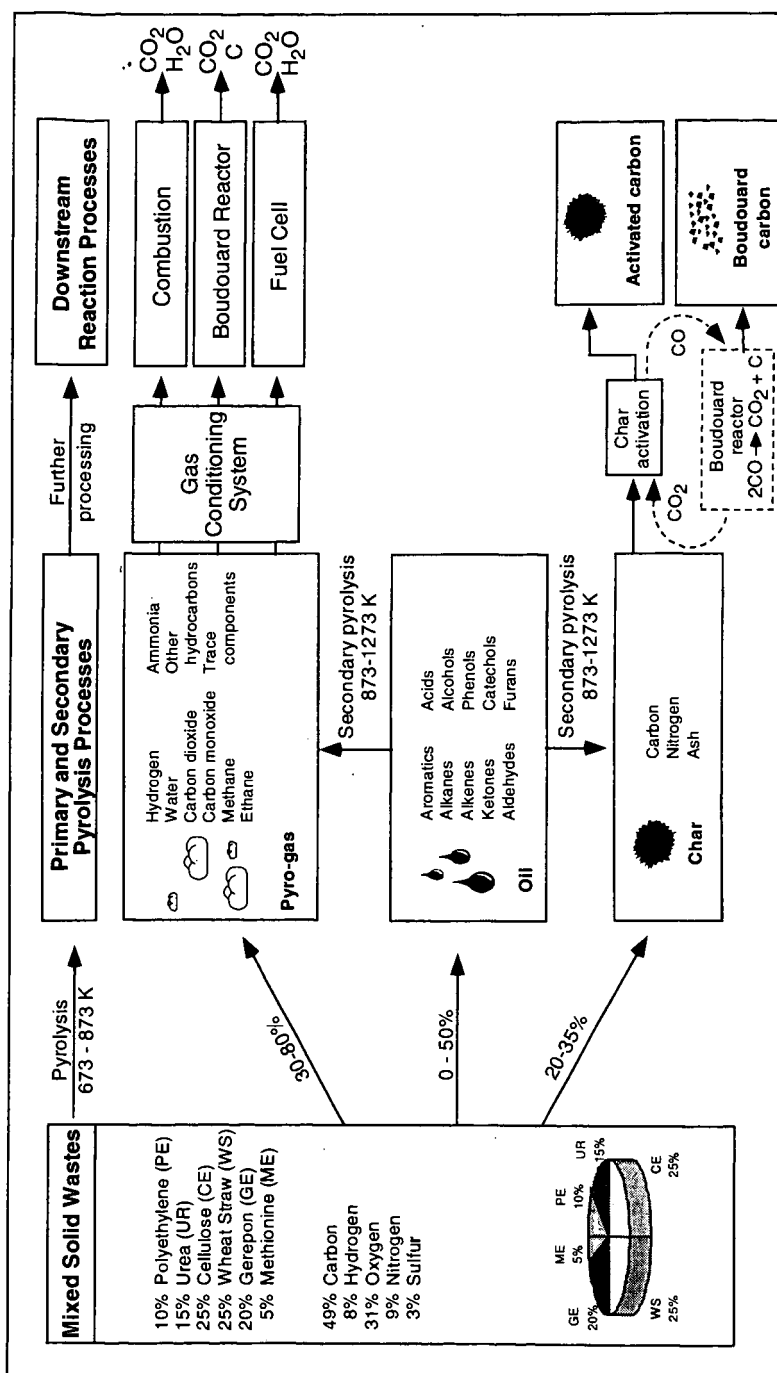 Mixed Solid Wastes
10% Polyethylene (PE)
15% Urea (UR)
25% Cellulose (CE)
25% Wheat Straw (WS)
20% Gerepon (GE)
5% Methionine (ME)
49% Carbon
8% Hydrogen
31% Oxygen
9% Nitrogen
3% Sulfur
GE
20%
ME
5%
PE
10%
UR
15%
WS
25%
CE
25%
Pyrolysis
673 - 873 K
30-80%
0 - 50%
20-35%
Primary and Secondary
Pyrolysis Processes
Hydrogen
Water
Carbon dioxide
Carbon monoxide
Methane
Ethane
Ammonia
Other
hydrocarbons
Trace
components
Pyro-gas
Secondary pyrolysis
873-1273 K
Aromatics
Alkanes
Alkenes
Ketones
Aldehydes
Acids
Alcohols
Phenols
Catechols
Furans
Oil
Secondary pyrolysis
873-1273 K
Carbon
Nitrogen
Ash
Char
Further
processing
Downstream
Reaction Processes
Gas
Conditioning
System
Combustion
CO2
H2O
Boudouard Reactor
CO2
C
Fuel Cell
CO2
H2O
Char
activation
CO2
CO
Boudouard
reactor
2CO→CO2 + C
Activated carbon
Boudouard
carbon